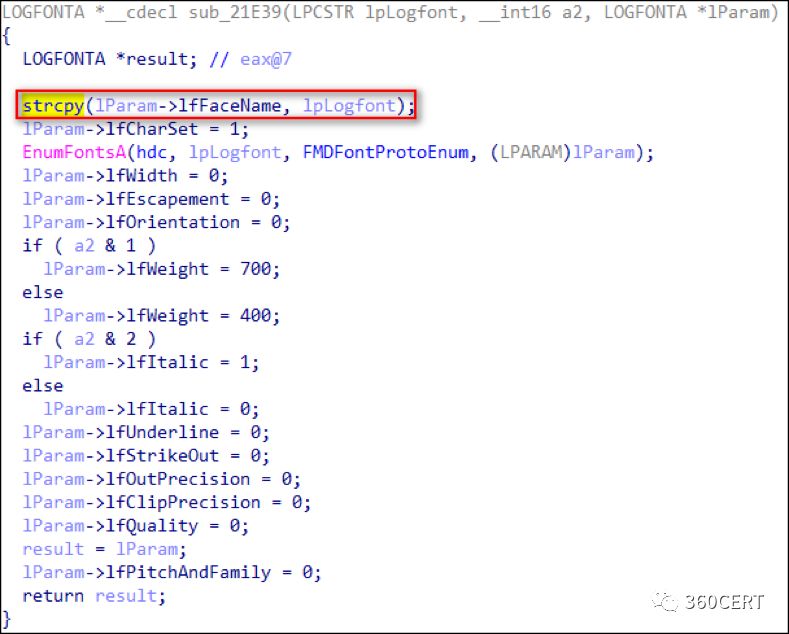 LOGFONTA *__cdecl sub_21E39(LPCSTR lpLogfont, __int16 a2, LOGFONTA *lParam)
{
  LOGFONTA *result; // eax@7

  strcpy(lParam->lfFaceName, lpLogfont);
  lParam->lfCharSet = 1;
  EnumFontsA(hdc, lpLogfont, FMDFontProtoEnum, (LPARAM)lParam);
  lParam->lfWidth = 0;
  lParam->lfEscapement = 0;
  lParam->lfOrientation = 0;
  if ( a2 & 1 )
    lParam->lfWeight = 700;
  else
    lParam->lfWeight = 400;
  if ( a2 & 2 )
    lParam->lfItalic = 1;
  else
    lParam->lfItalic = 0;
  lParam->lfUnderline = 0;
  lParam->lfStrikeOut = 0;
  lParam->lfOutPrecision = 0;
  lParam->lfClipPrecision = 0;
  lParam->lfQuality = 0;
  result = lParam;
  lParam->lfPitchAndFamily = 0;
  return result;
}
360CERT